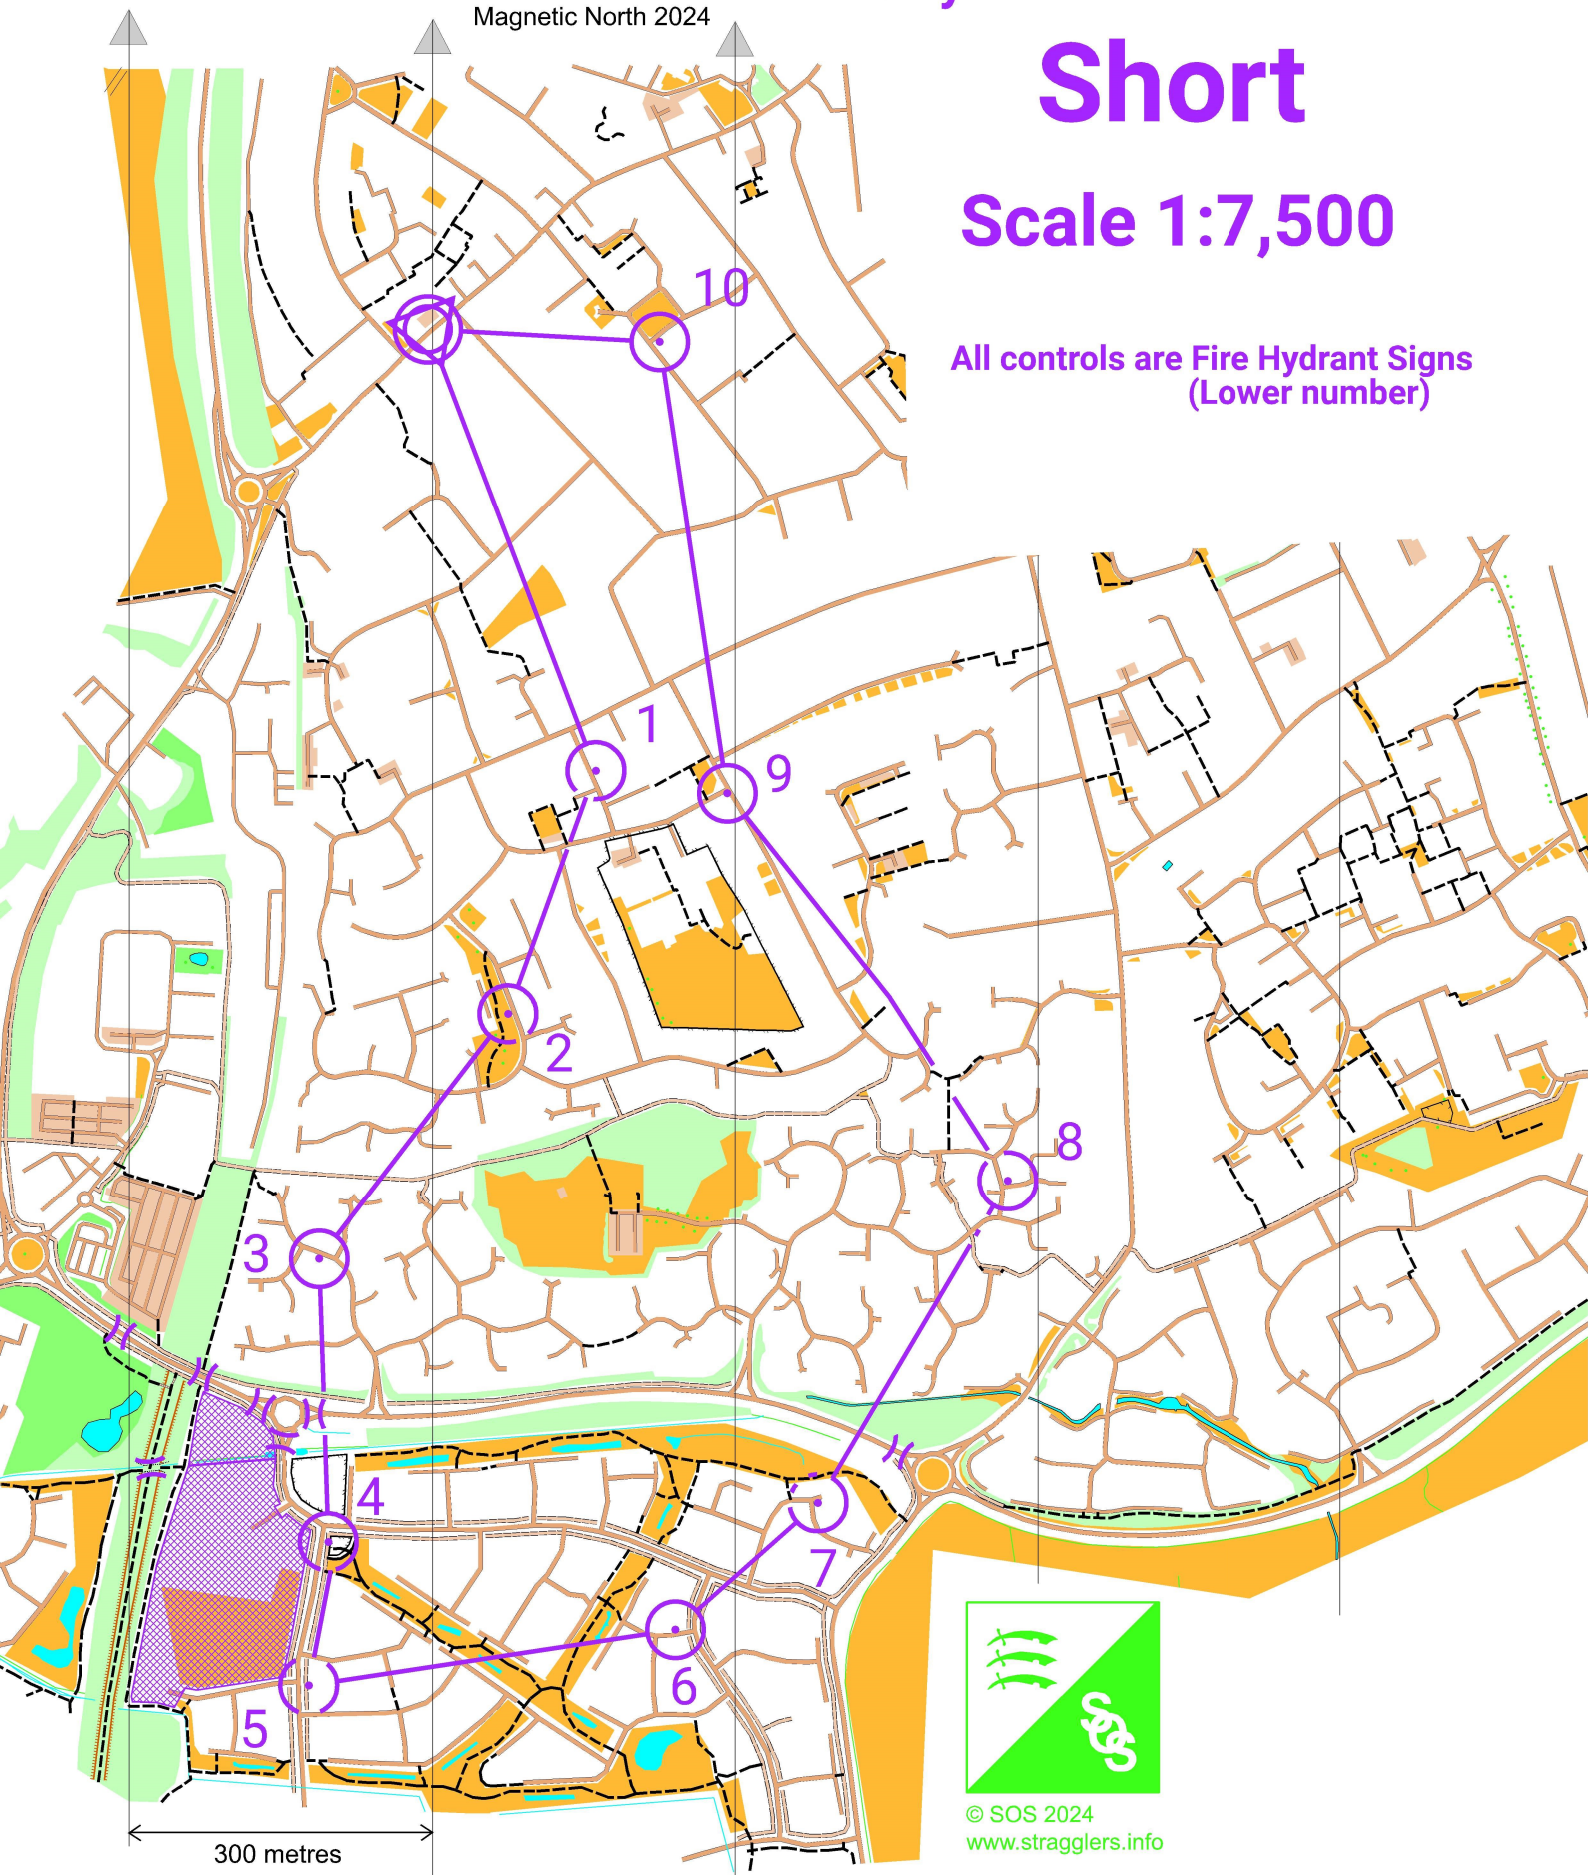 Magnetic North 2024
Short
Scale 1:7,500
All controls are Fire Hydrant Signs
(Lower number)
10
1
9
2
8
3
4
7
6
5
SOS
© SOS 2024
www.stragglers.info
300 metres